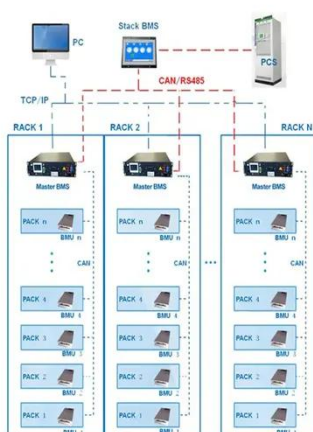 Stack BMS
PC
PCS
CAN/RS485
TCP/IP
RACK 1
RACK 2
RACK N
Master BMS
Master BMS
Master BMS
PACK n
BMU n
PACK n
BMU n
PACK n
BMU n
CAN
CAN
CAN
PACK 4
BMU 4
PACK 4
BMU 4
PACK 4
BMU 4
PACK 3
BMU 3
PACK 3
BMU 3
PACK 3
BMU 3
PACK 2
BMU 2
PACK 2
BMU 2
PACK 2
BMU 2
PACK 1
PACK 1
PACK 1